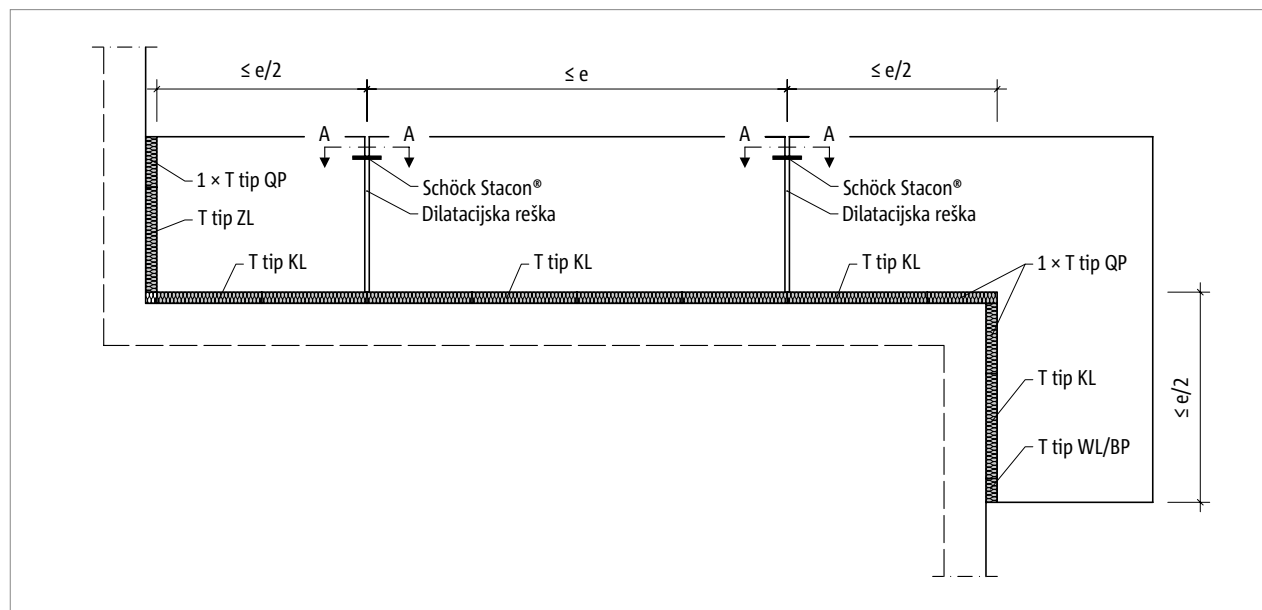 ≤ e/2
≤ e
≤ e/2
A
A
A
A
1 × T tip QP
Schöck Stacon®
Schöck Stacon®
T tip ZL
Dilatacijska reška
Dilatacijska reška
T tip KL
T tip KL
T tip KL
1 × T tip QP
T tip KL
≤ e/2
T tip WL/BP